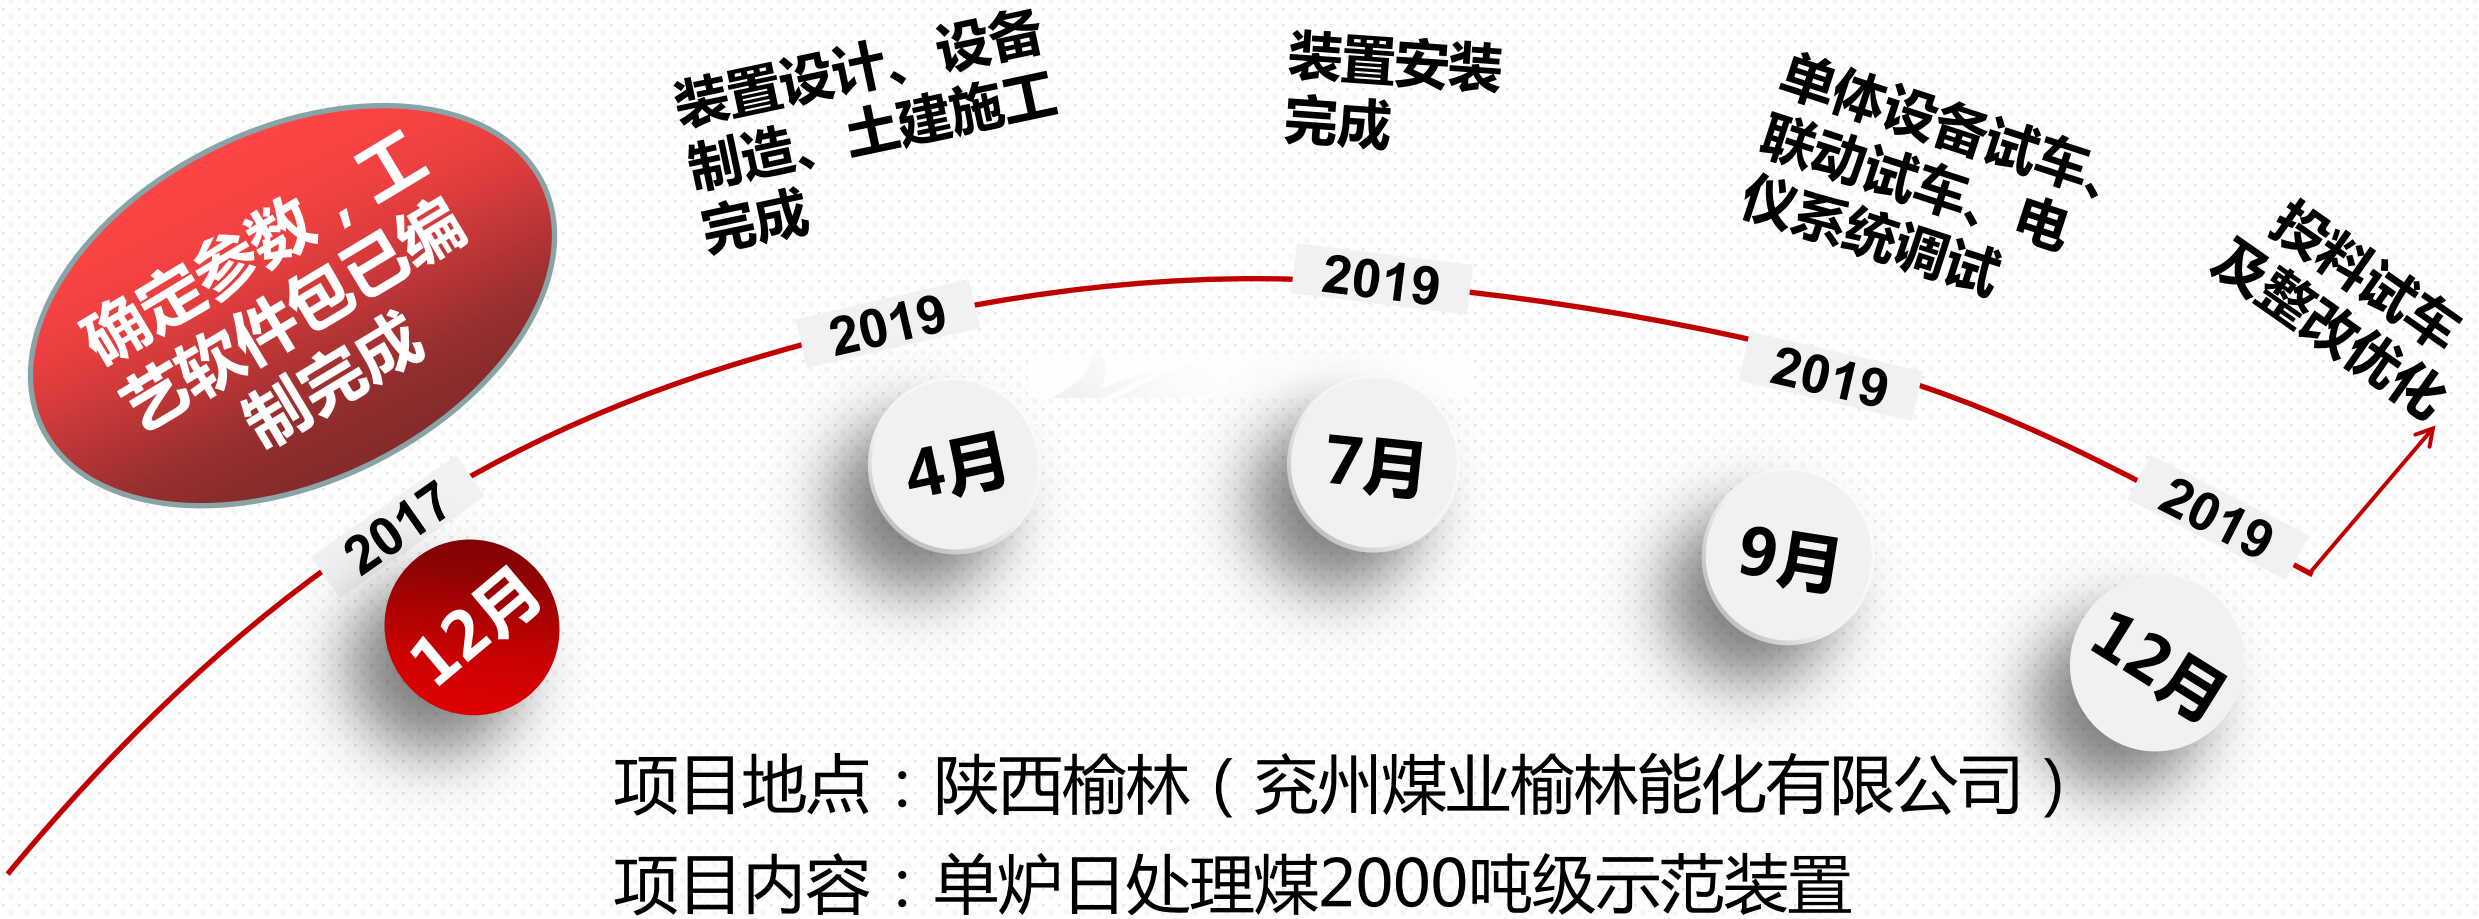 确定参数，工
艺软件包已编
制完成
2017
12月
装置设计、设备
制造、土建施工
完成
2019
4月
装置安装
完成
2019
7月
单体设备试车、
联动试车、电
仪系统调试
2019
9月
投料试车
及整改优化
2019
12月
项目地点：陕西榆林（兖州煤业榆林能化有限公司）
项目内容：单炉日处理煤2000吨级示范装置